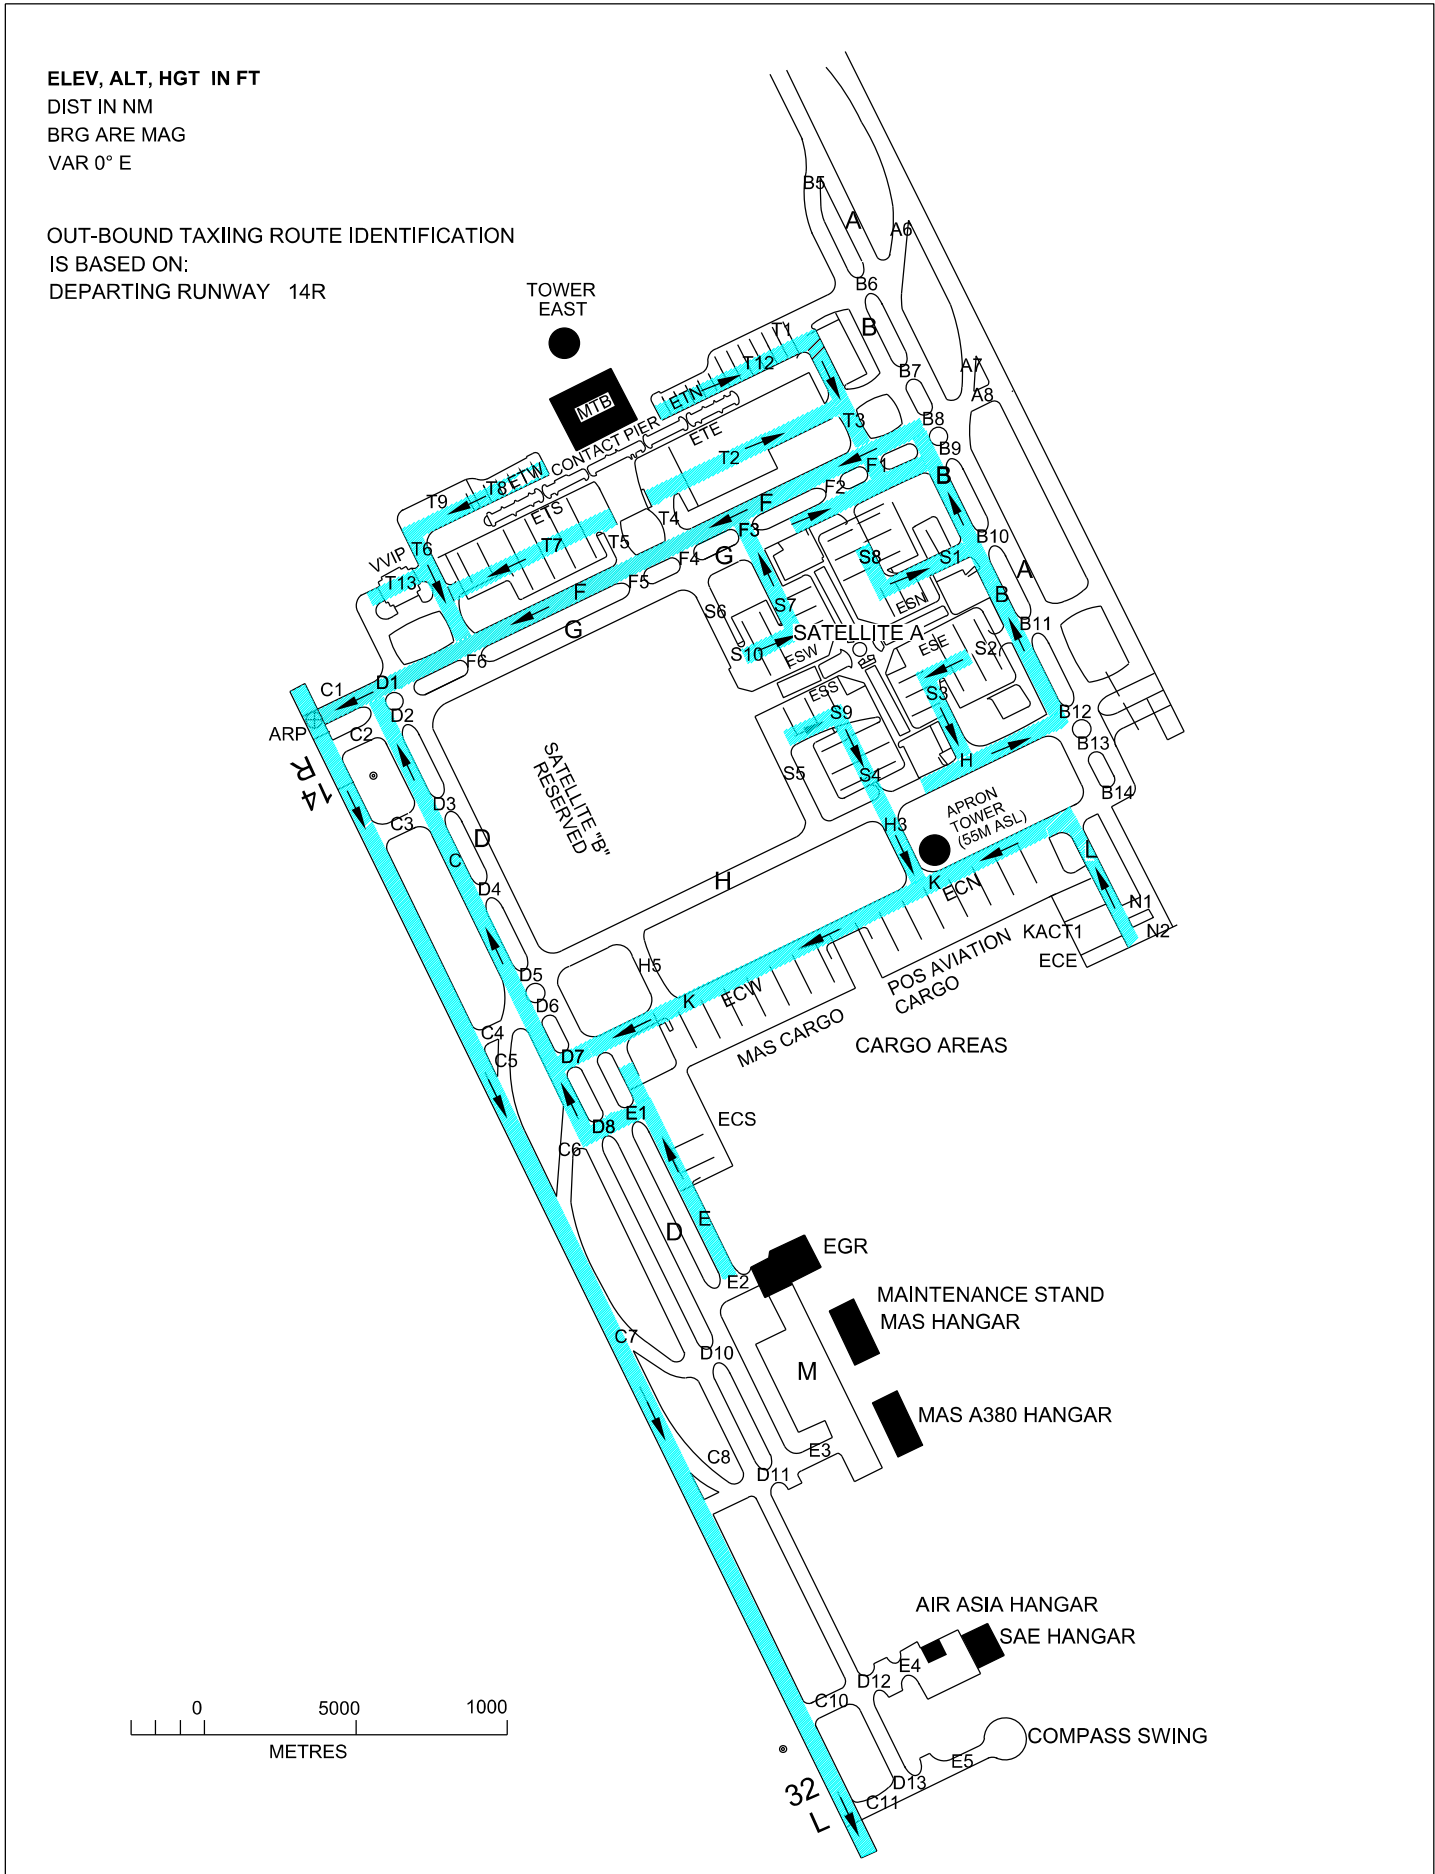 ELEV, ALT, HGT IN FT
DIST IN NM
BRG ARE MAG
VAR 0° E
OUT-BOUND TAXIING ROUTE IDENTIFICATION
IS BASED ON:
DEPARTING RUNWAY 14R
TOWER
EAST
MTB
CONTACT PIER
B5
A
A6
B6
B
T1
T12
ETN
ETE
B7
A7
A8
T3
B8
B9
T2
F1
F2
B
F
T9
T8
ETW
ETS
T4
F3
B10
T6
T7
T5
G
F4
S8
S1
A
VVIP
T13
F5
ESN
B
F
G
S6
S7
B11
SATELLITE A
S10
ESW
ESE
S2
F6
C1
D1
ESS
S3
ARP
C2
D2
S9
B12
14
R
SATELLITE "B"
RESERVED
S5
S4
H
B13
B14
D3
APRON
TOWER
(55M ASL)
C3
D
H3
C
L
H
K
ECN
D4
N1
N2
KACT1
ECE
POS AVIATION
CARGO
D5
H5
D6
K
ECW
MAS CARGO
CARGO AREAS
C4
C5
D7
E1
ECS
D8
C6
E
D
EGR
E2
MAINTENANCE STAND
MAS HANGAR
C7
D10
M
MAS A380 HANGAR
C8
E3
D11
AIR ASIA HANGAR
SAE HANGAR
E4
D12
C10
0 5000 1000
METRES
COMPASS SWING
E5
D13
C11
32
L